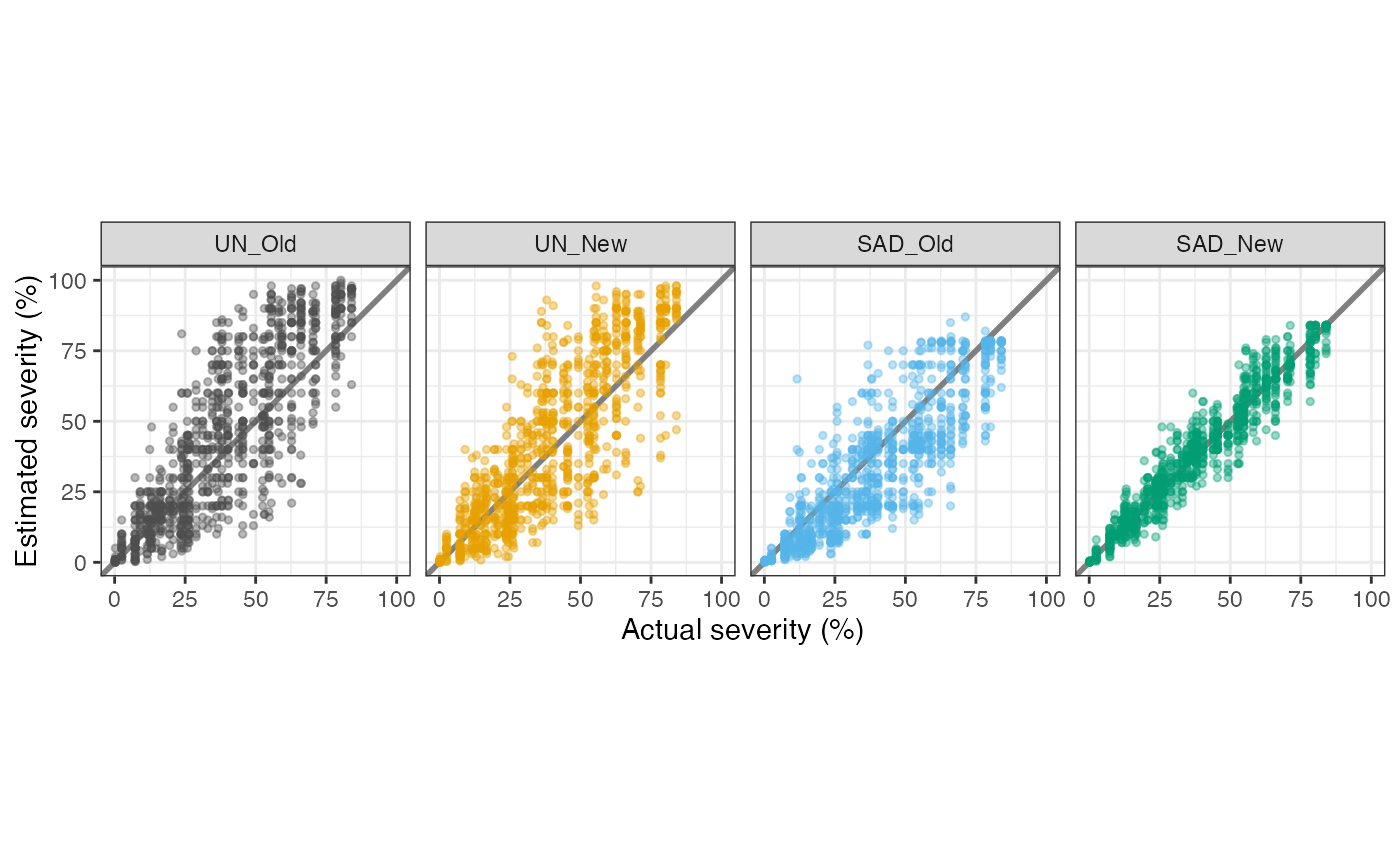 UN_Old UN_New SAD_Old SAD_New
Estimated severity (%)
100
75
50
25
0
0 25 50 75 100 0 25 50 75 100 0 25 50 75 100 0 25 50 75 100
Actual severity (%)